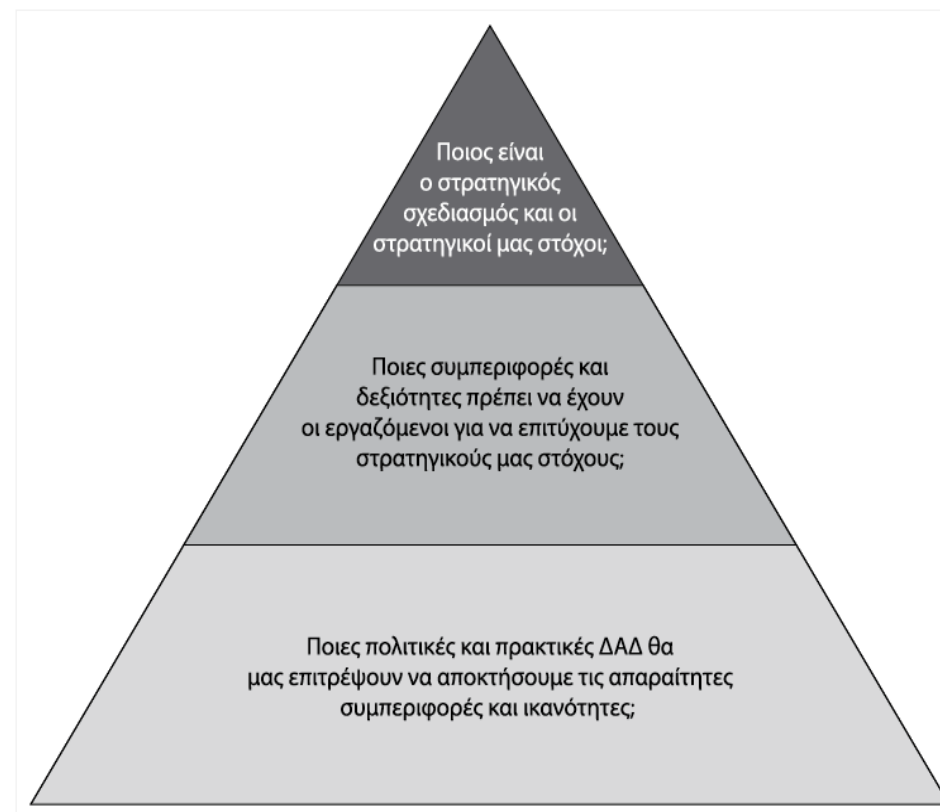 Ποιος είναι
ο στρατηγικός
σχεδιασμός και οι
στρατηγικοί μας στόχοι;
Ποιες συμπεριφορές και
δεξιότητες πρέπει να έχουν
οι εργαζόμενοι για να επιτύχουμε τους
στρατηγικούς μας στόχους;
Ποιες πολιτικές και πρακτικές ΔΑΔ θα
μας επιτρέψουν να αποκτήσουμε τις απαραίτητες
συμπεριφορές και ικανότητες;